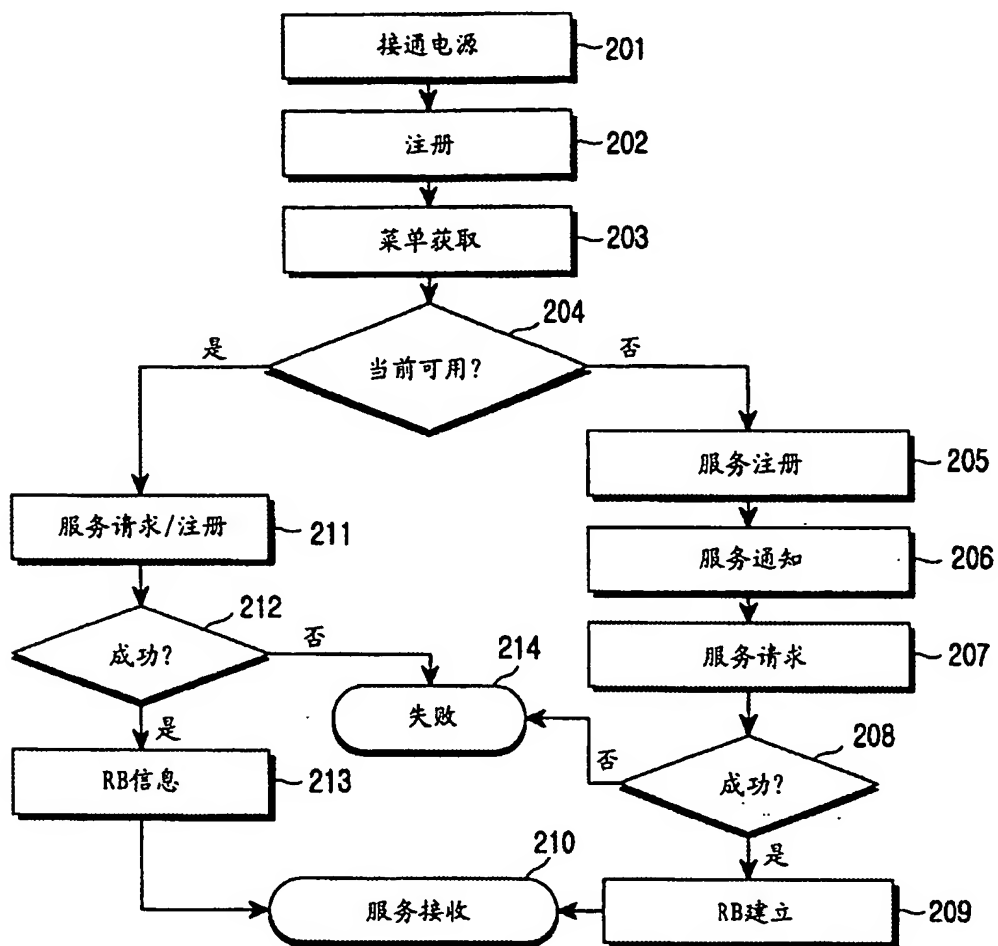 接通电源
201
注册
202
菜单获取
203
204
当前可用?
是
否
服务注册
205
服务请求/注册
211
服务通知
206
212
成功?
否
服务请求
207
214
失败
是
208
成功?
否
RB信息
213
是
210
服务接收
RB建立
209